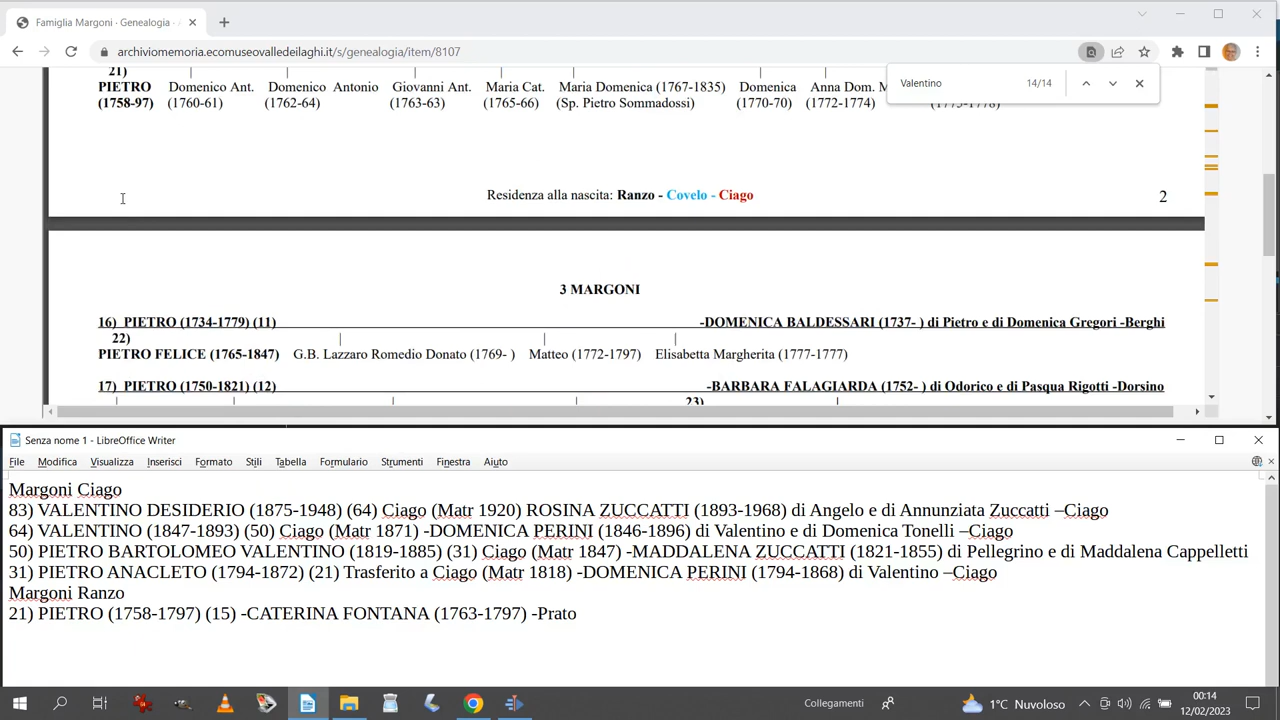 Famiglia Margoni · Genealogia ·
archiviomemoria.ecomuseovalledeilaghi.it/s/genealogia/item/8107
Valentino 14/14
21)
PIETRO Domenico Ant. Domenico Antonio Giovanni Ant. Maria Cat. Maria Domenica (1767-1835) Domenica Anna Dom.
(1758-97) (1760-61) (1762-64) (1763-63) (1765-66) (Sp. Pietro Sommadossi) (1770-70) (1772-1774) (1775-1778)
Residenza alla nascita: Ranzo - Covelo - Ciago
2
3 MARGONI
16) PIETRO (1734-1779) (11) -DOMENICA BALDESSARI (1737- ) di Pietro e di Domenica Gregori -Berghi
22)
PIETRO FELICE (1765-1847) G.B. Lazzaro Romedio Donato (1769- ) Matteo (1772-1797) Elisabetta Margherita (1777-1777)
17) PIETRO (1750-1821) (12) -BARBARA FALAGIARDA (1752- ) di Odorico e di Pasqua Rigotti -Dorsino
23)
Senza nome 1 - LibreOffice Writer
File Modifica Visualizza Inserisci Formato Stili Tabella Formulario Strumenti Finestra Aiuto
Margoni Ciago
83) VALENTINO DESIDERIO (1875-1948) (64) Ciago (Matr 1920) ROSINA ZUCCATTI (1893-1968) di Angelo e di Annunziata Zuccatti –Ciago
64) VALENTINO (1847-1893) (50) Ciago (Matr 1871) -DOMENICA PERINI (1846-1896) di Valentino e di Domenica Tonelli –Ciago
50) PIETRO BARTOLOMEO VALENTINO (1819-1885) (31) Ciago (Matr 1847) -MADDALENA ZUCCATTI (1821-1855) di Pellegrino e di Maddalena Cappelletti
31) PIETRO ANACLETO (1794-1872) (21) Trasferito a Ciago (Matr 1818) -DOMENICA PERINI (1794-1868) di Valentino –Ciago
Margoni Ranzo
21) PIETRO (1758-1797) (15) -CATERINA FONTANA (1763-1797) -Prato
Collegamenti
1°C Nuvoloso
00:14
12/02/2023